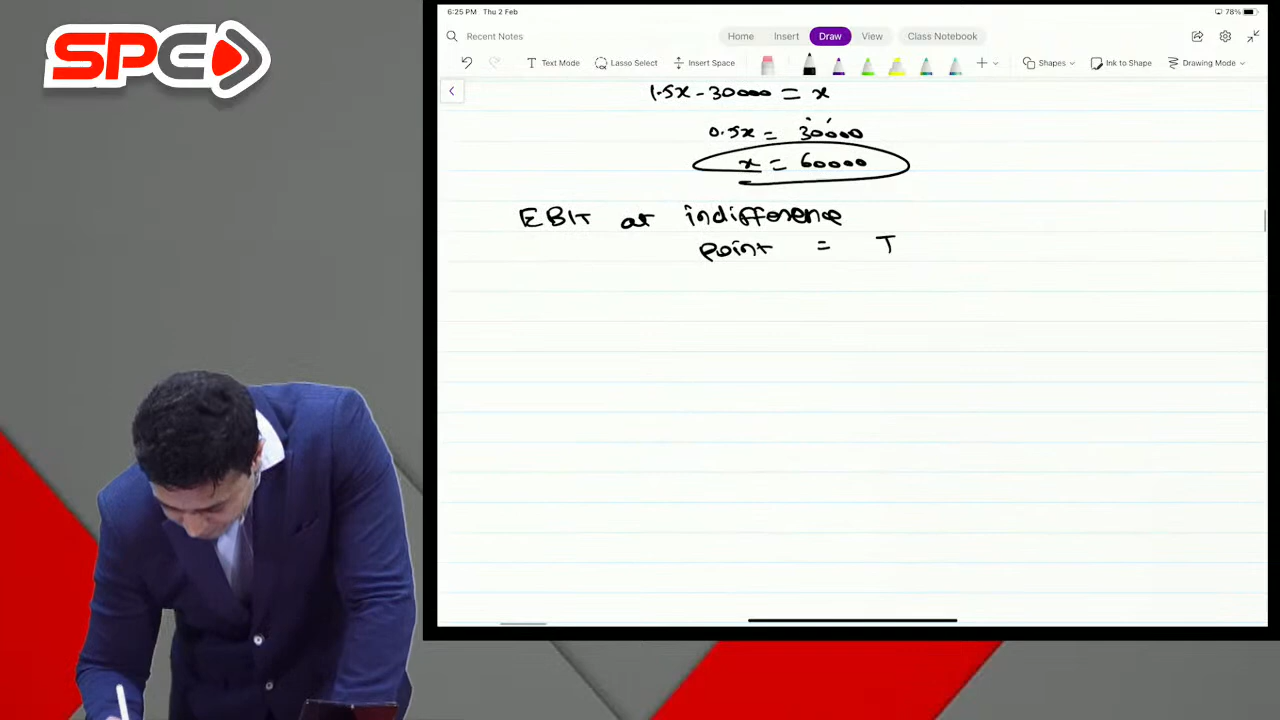 SPED
6:25 PM Thu 2 Feb
78%
Recent Notes
Home Insert Draw View Class Notebook
Text Mode Lasso Select Insert Space Shapes Ink to Shape Drawing Mode
1.5x - 30000 = x
0.5x = 30000
x = 60000
EBIT at indifference
point = T